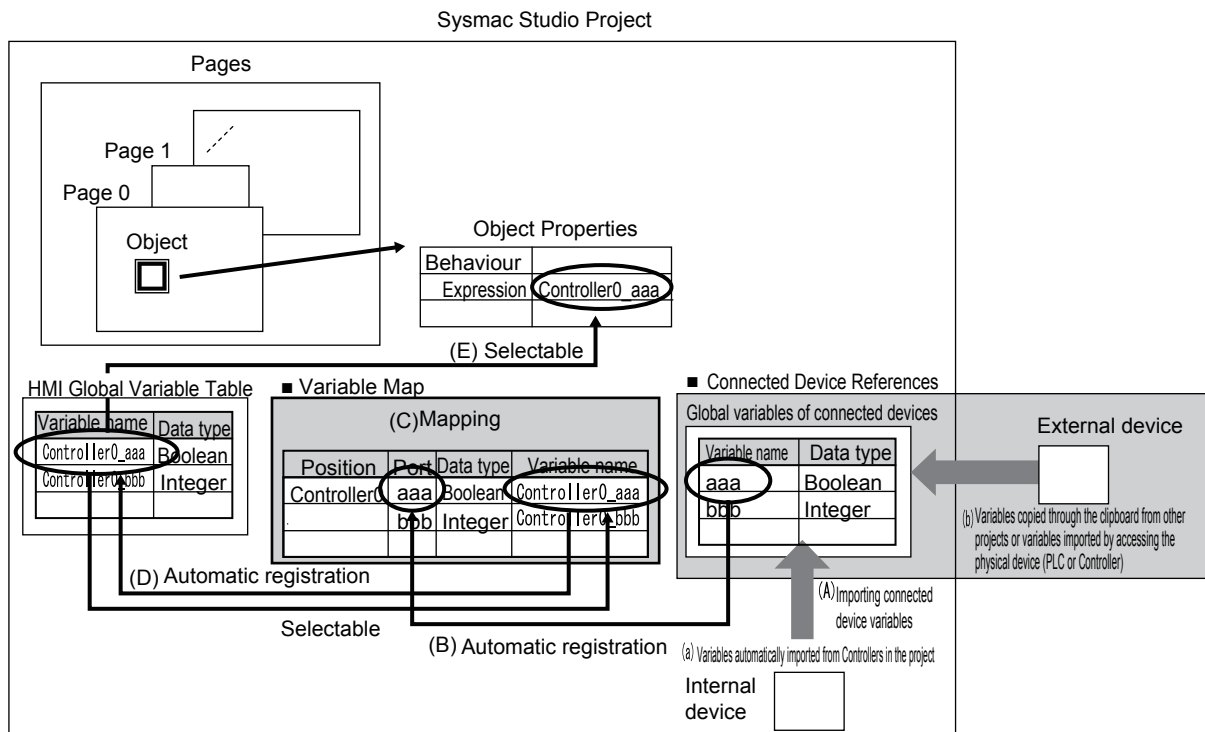 Sysmac Studio Project
Pages
Page 1
Page 0
Object
Object Properties
Behaviour
Expression Controller0_aaa
(E) Selectable
HMI Global Variable Table
Variable name Data type
Controller0_aaa Boolean
Controller0_bbb Integer
■ Variable Map
(C)Mapping
Position Port Data type Variable name
Controller0 aaa Boolean Controller0_aaa
bbb Integer Controller0_bbb
■ Connected Device References
Global variables of connected devices
Variable name Data type
aaa Boolean
bbb Integer
External device
(b) Variables copied through the clipboard from other
projects or variables imported by accessing the
physical device (PLC or Controller)
(D) Automatic registration
Selectable
(B) Automatic registration
(A) Importing connected
device variables
(a) Variables automatically imported from Controllers in the project
Internal
device